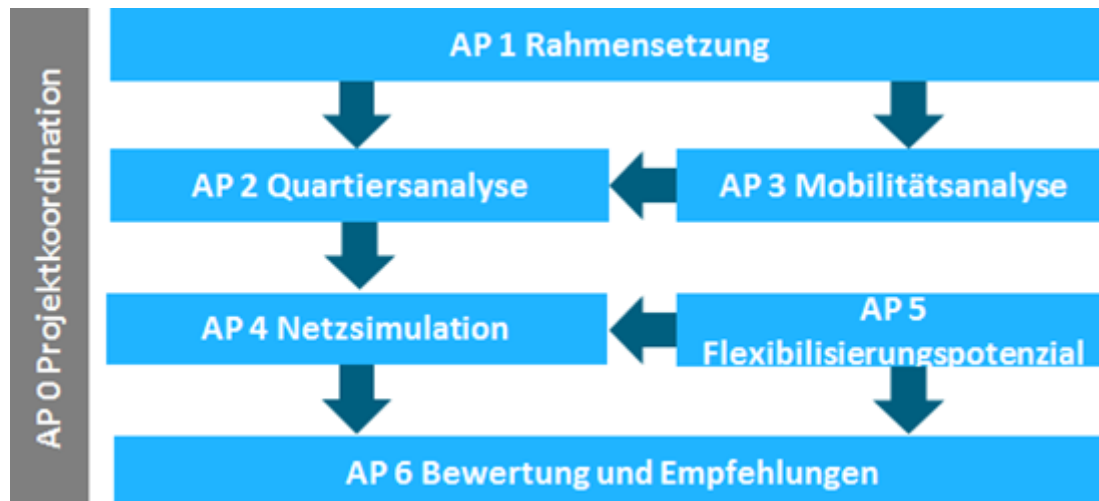 AP 0 Projektkoordination
AP 1 Rahmensetzung
AP 2 Quartiersanalyse
AP 3 Mobilitätsanalyse
AP 4 Netzsimulation
AP 5
Flexibilisierungspotenzial
AP 6 Bewertung und Empfehlungen